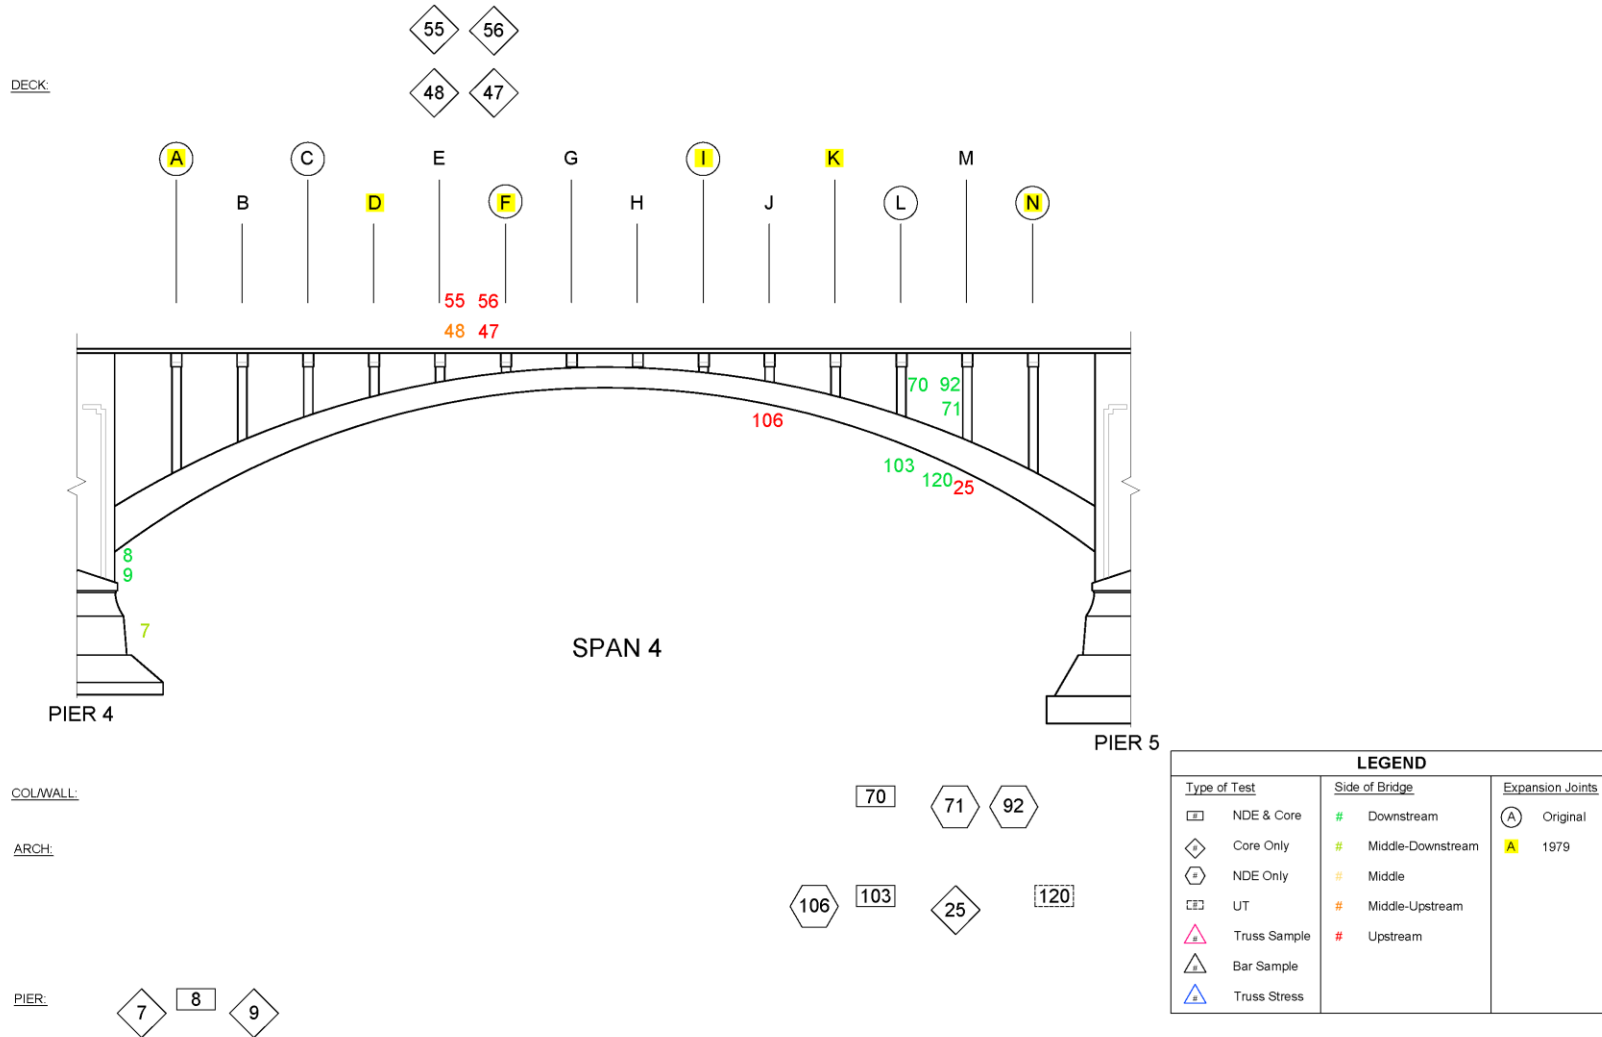 55 56
DECK:
48 47
A C E G I K M
B D F H J L N
55 56
48 47
70 92
71
106
103
120 25
8
9
7
SPAN 4
PIER 4
PIER 5
COL/WALL:
70 71 92
ARCH:
106 103 25 120
PIER:
7 8 9
LEGEND
Type of Test
# NDE & Core
# Core Only
# NDE Only
# UT
# Truss Sample
# Bar Sample
# Truss Stress
Side of Bridge
# Downstream
# Middle-Downstream
# Middle
# Middle-Upstream
# Upstream
Expansion Joints
A Original
A 1979